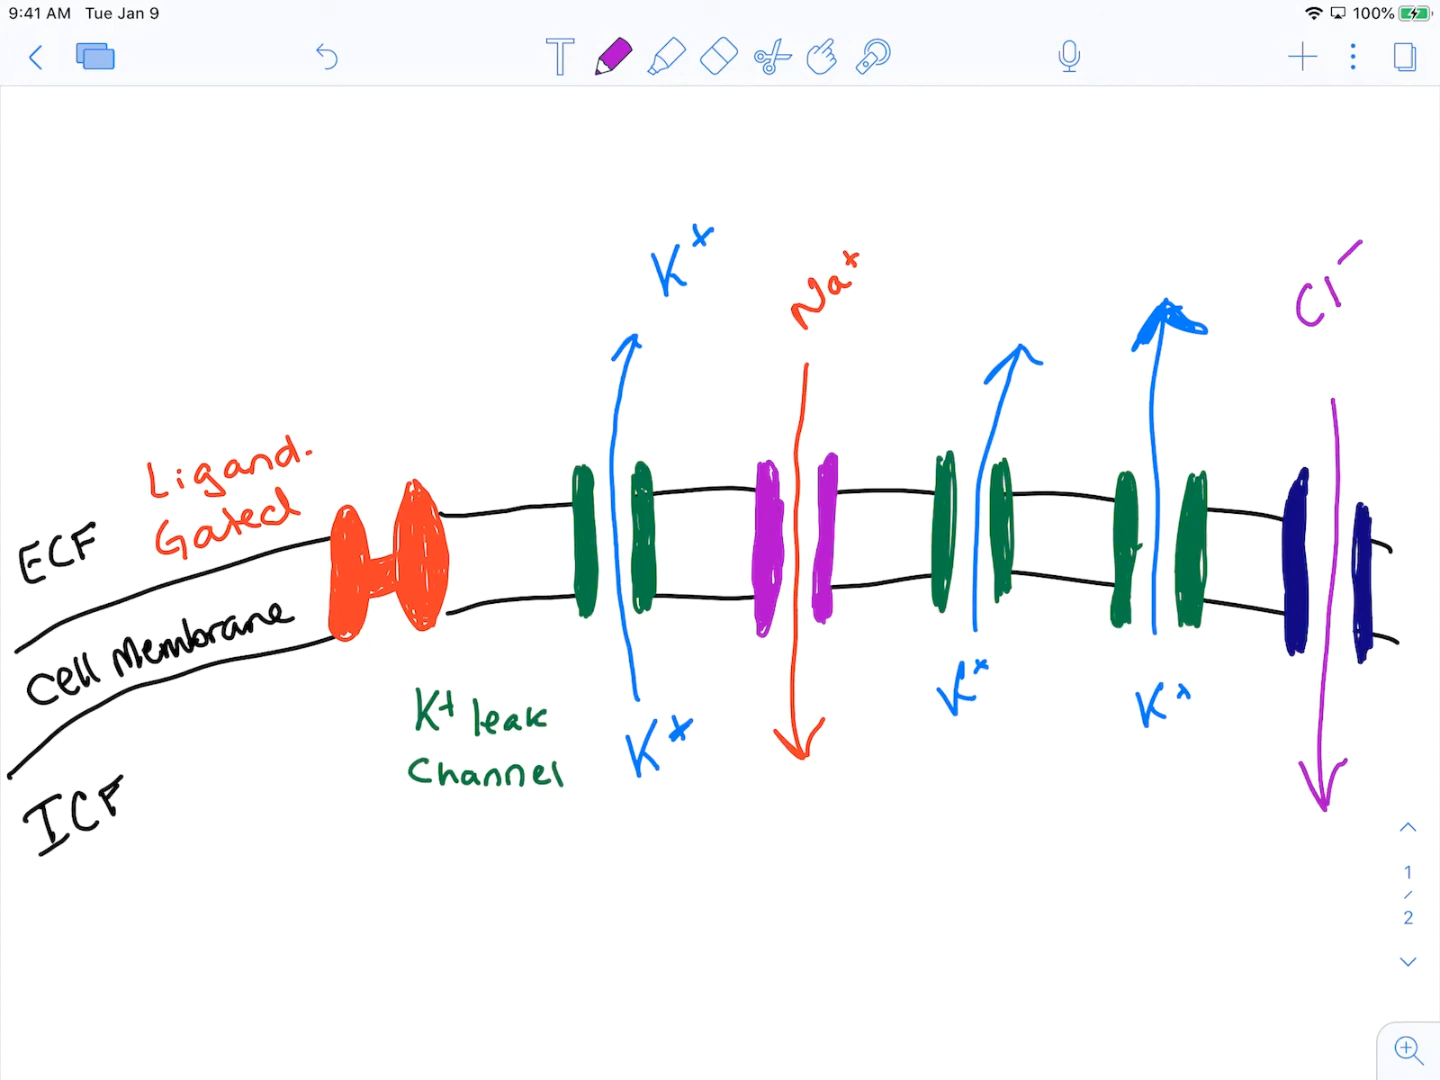 9:41 AM Tue Jan 9
100%
T
K+
Na+
Cl-
Ligand.
Gated
ECF
Cell Membrane
ICF
K+ leak
Channel
K+
K+
K+
1
/
2